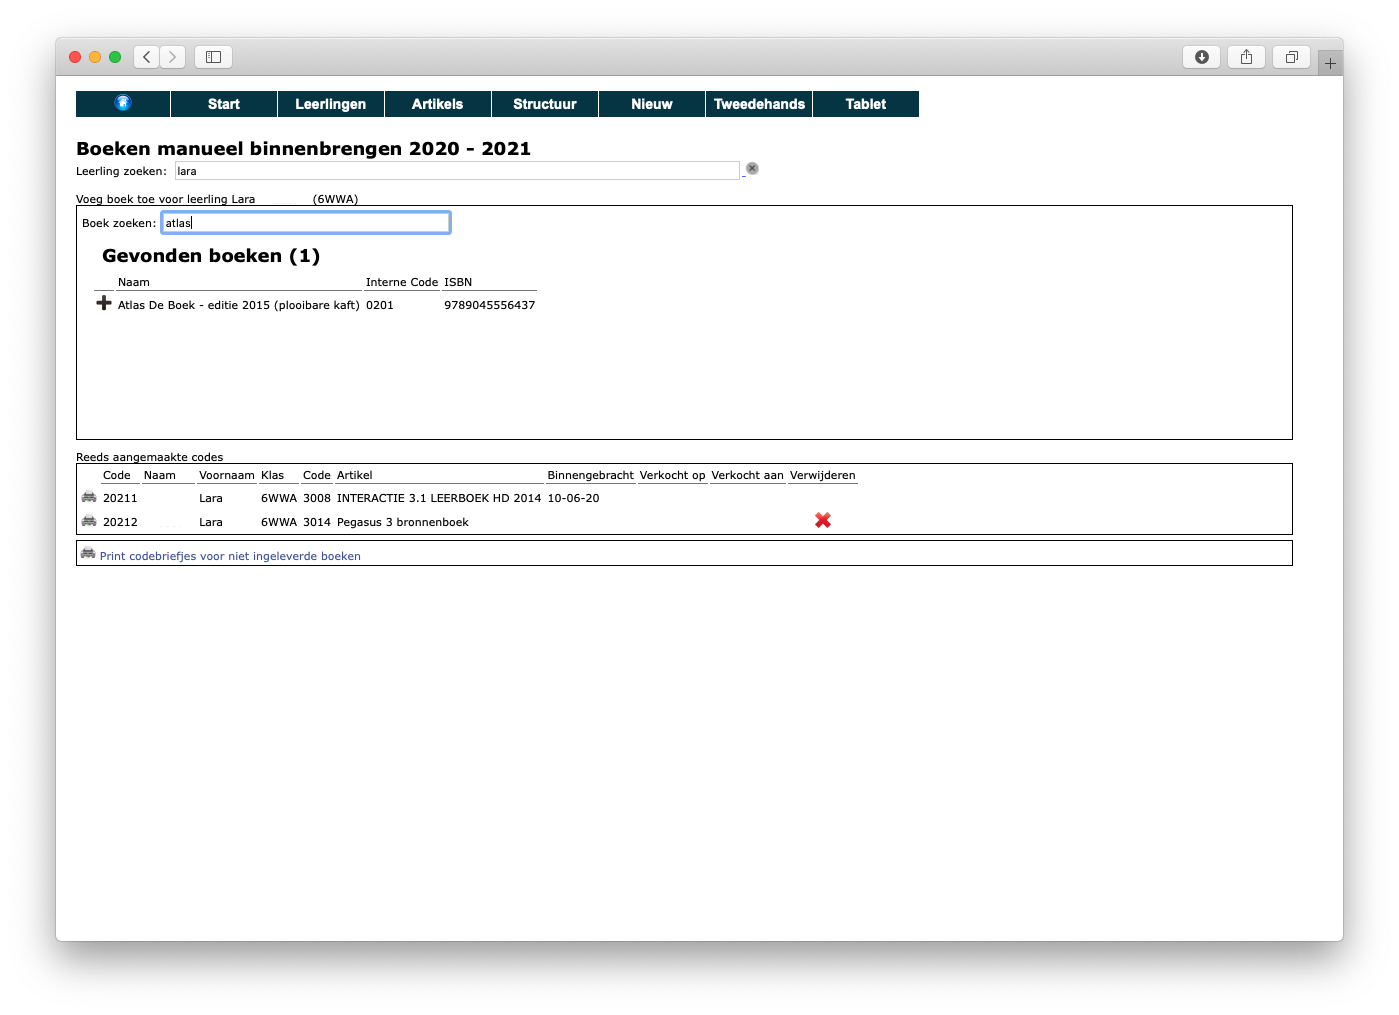 Start Leerlingen Artikels Structuur Nieuw Tweedehands Tablet
Boeken manueel binnenbrengen 2020 - 2021
Leerling zoeken: lara
Voeg boek toe voor leerling Lara (6WWA)
Boek zoeken: atlas
Gevonden boeken (1)
Naam Interne Code ISBN
Atlas De Boek - editie 2015 (plooibare kaft) 0201 9789045556437
Reeds aangemaakte codes
Code Naam Voornaam Klas Code Artikel Binnengebracht Verkocht op Verkocht aan Verwijderen
20211 Lara 6WWA 3008 INTERACTIE 3.1 LEERBOEK HD 2014 10-06-20
20212 Lara 6WWA 3014 Pegasus 3 bronnenboek
Print codebriefjes voor niet ingeleverde boeken